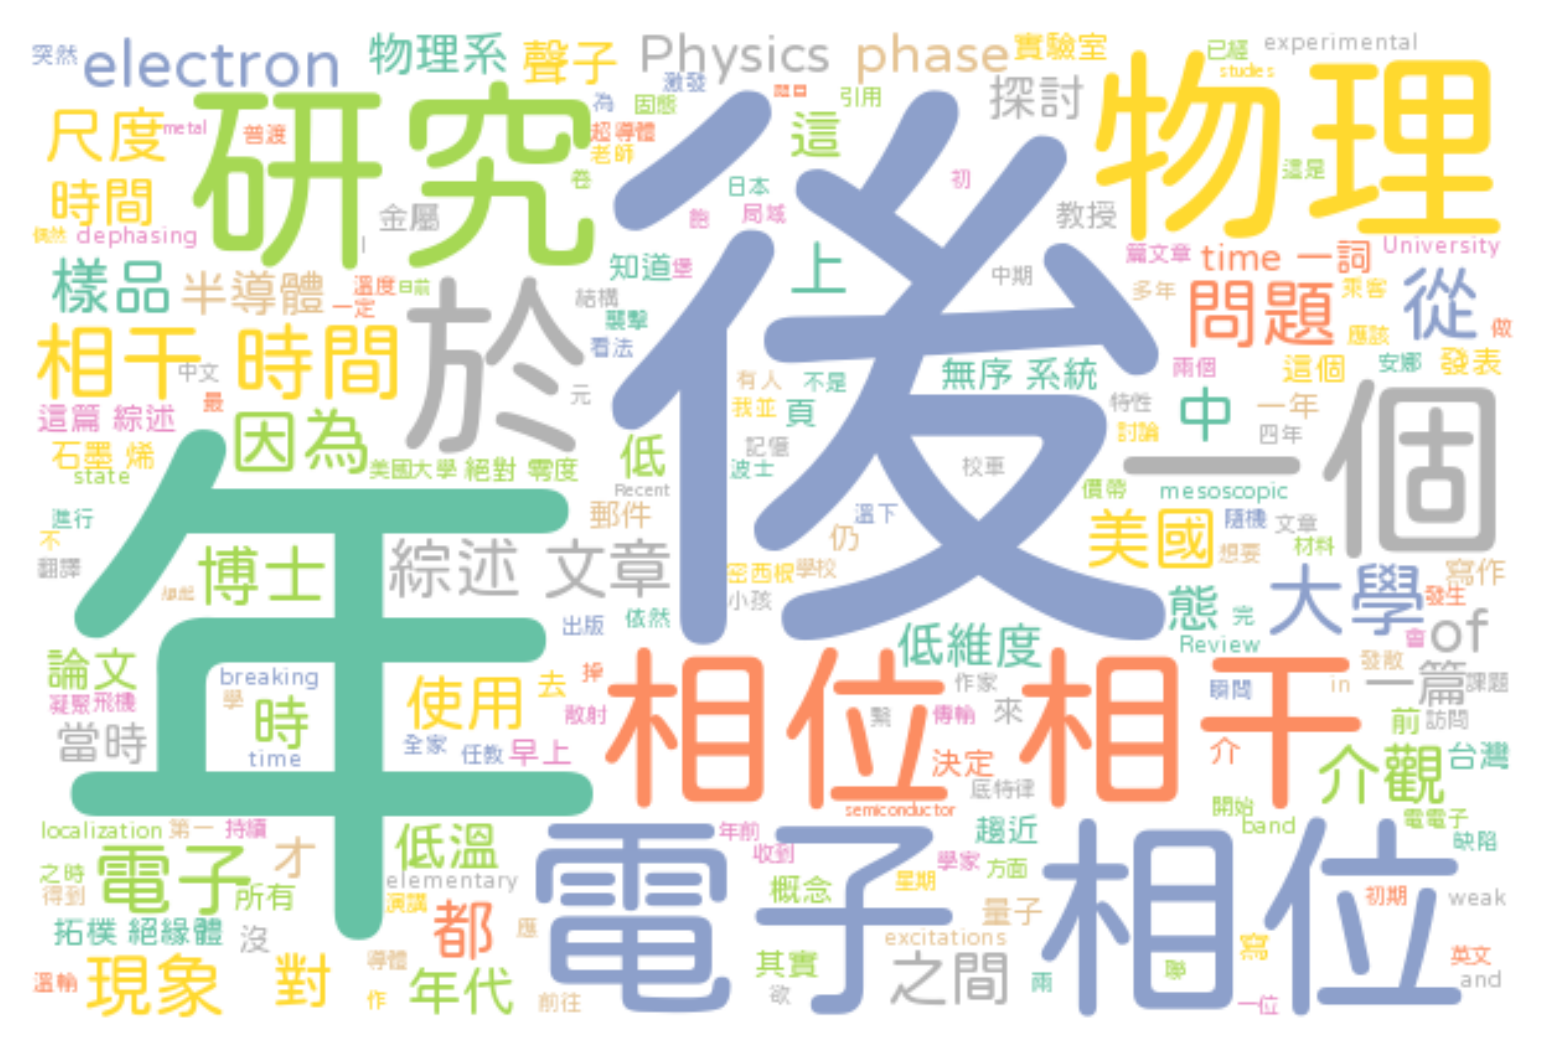 突然 electron 物理系 聲子 Physics phase 實驗室 已經 experimental
studies
激發 為 固態 題目 引用 探討
尺度 metal 普渡 研究 超導體 老師 這 物理
時間 金屬 卷 日本 初 教授 這是
偶然 dephasing 飽 局域 篇文章 time 一詞 University
樣品 半導體 溫度 目前 一定 知道 堡 上 中期 多年 問題 乘客 從
結構 襲擊 後 應該 做
相干 時間 於 看法 無序 系統 兩個 這個 安娜 發表
中文 元 有人 不是
這篇 綜述 最 因為 我並 頁 特性 中 一年 個
石墨 烯 低 記憶 討論 四年
state 美國大學 絕對 零度 波士 校車 一
Recent 價帶 mesoscopic
進行 年 郵件 溫下 美國 隨機 文章
不 仍 想要 材料
翻譯 博士 綜述 文章 密西根 學校 大學 寫作
小孩 態 完 發生
出版 依然 低維度 Review 會 of
論文 breaking 相位 相干 發散
凝聚 飛機 學 時 使用 去 掉 作家 瞬間 in 一篇 課題
當時 散射 繫 傳輸 來 前 訪問
time 全家 任教 早上 決定 介 介觀 台灣
底特律
semiconductor 開始
localization 第一 持續 低溫 年前 趨近 band 電電子
之時 電子 才 收到 學家 方面 缺陷
得到 所有 elementary 概念 星期 初期 weak
演講 電子 相位 量子
拓樸 絕緣體 沒 都 應 excitations 寫
溫輸 現象 對 導體 其實 之間 兩 聯 英文
作 年代 前往 欲 一位 and